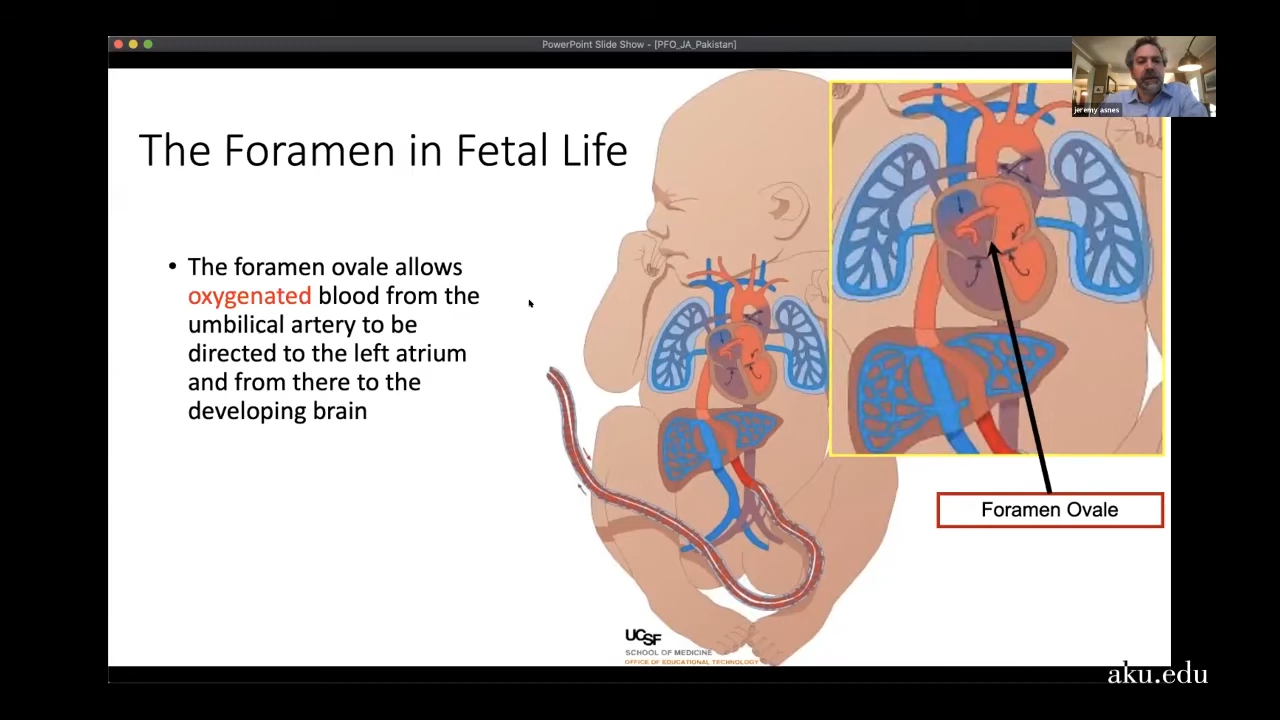 PowerPoint Slide Show - [PFO_JA_Pakistan]
jeremy asnes
The Foramen in Fetal Life
• The foramen ovale allows
oxygenated blood from the
umbilical artery to be
directed to the left atrium
and from there to the
developing brain
Foramen Ovale
UCSF
SCHOOL OF MEDICINE
OFFICE OF EDUCATIONAL TECHNOLOGY
aku.edu